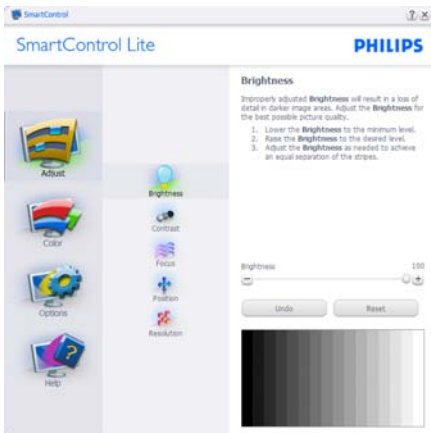 SmartControl
SmartControl Lite
PHILIPS
Adjust
Color
Options
Help
Brightness
Contrast
Focus
Position
Resolution
Brightness
Improperly adjusted Brightness will result in a loss of
detail in darker image areas. Adjust the Brightness for
the best possible picture quality.
1. Lower the Brightness to the minimum level.
2. Raise the Brightness to the desired level.
3. Adjust the Brightness as needed to achieve
an equal separation of the stripes.
Brightness 100
Undo Reset